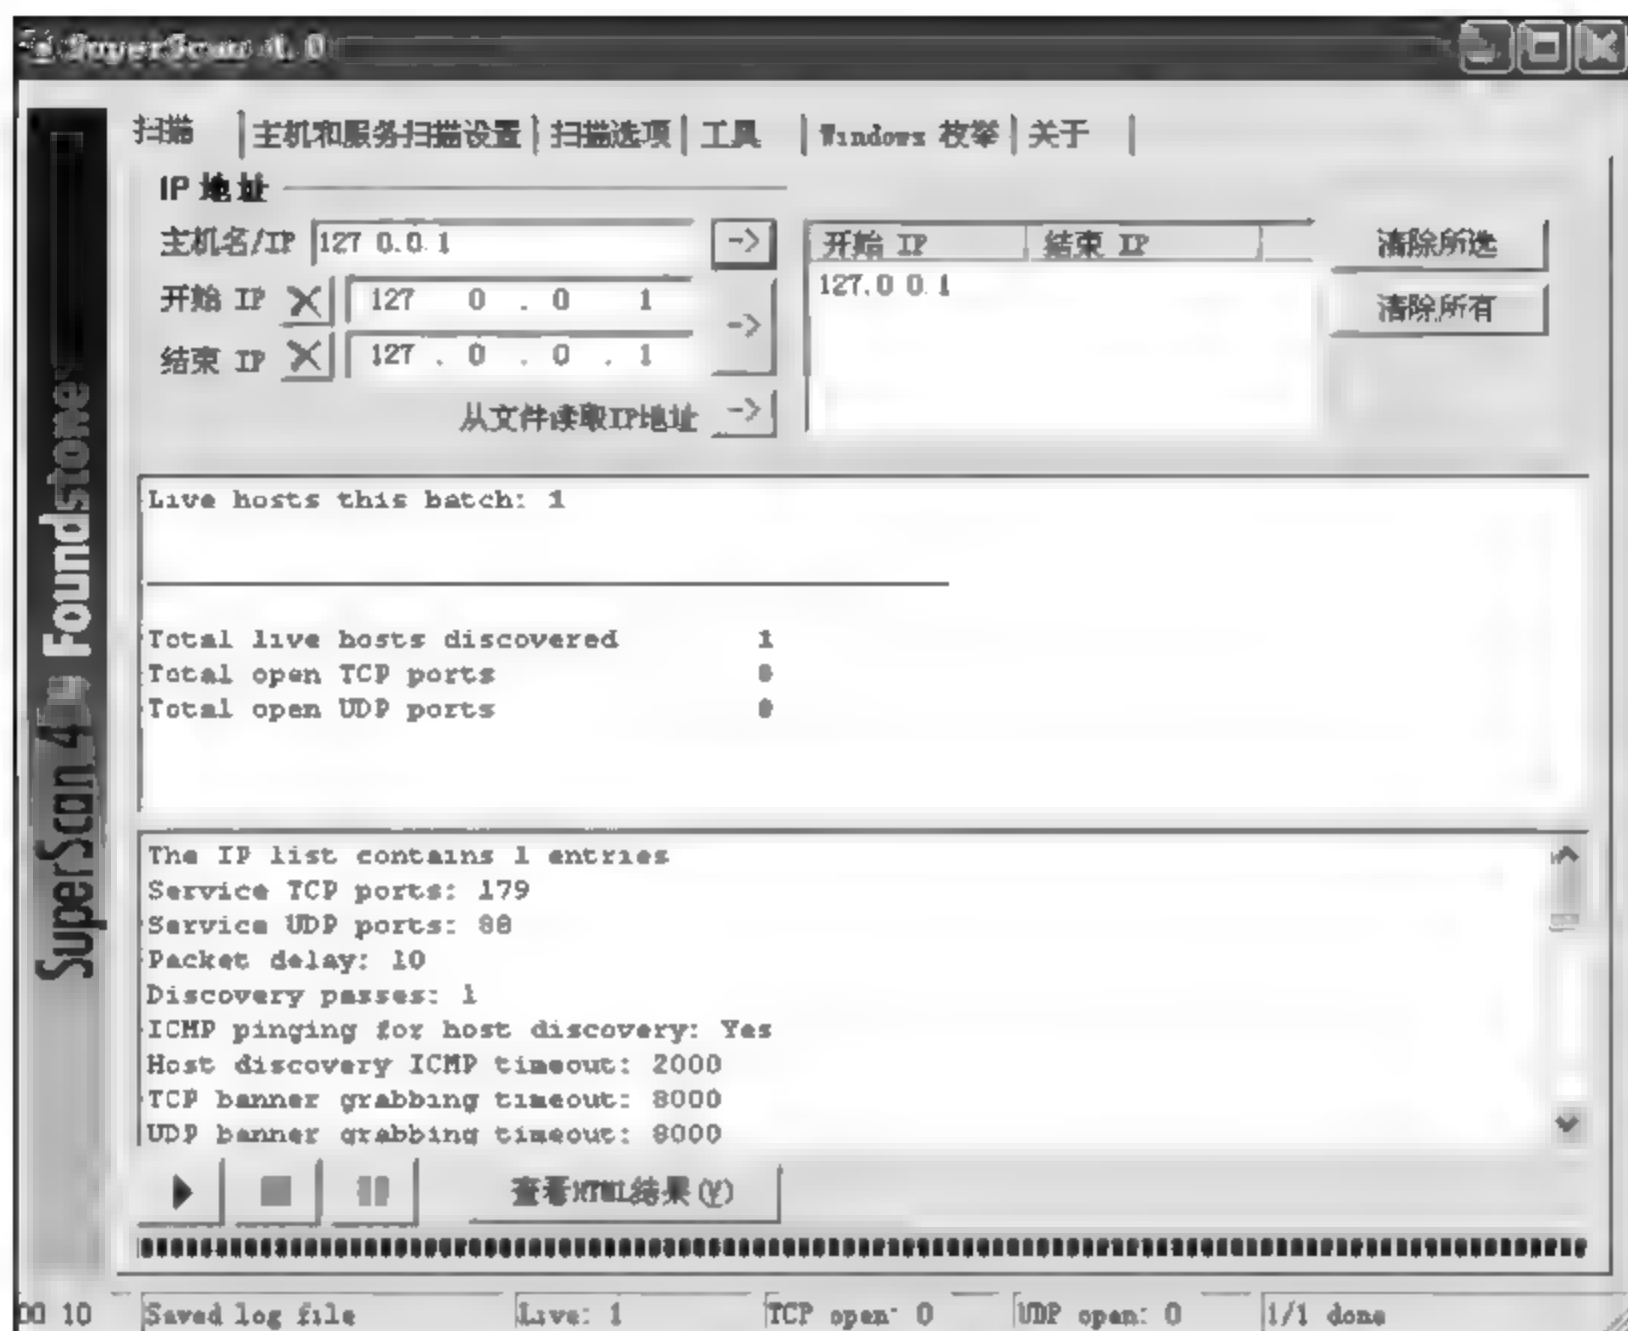 SuperScan 4.0
扫描 主机和服务扫描设置 扫描选项 工具 Windows 枚举 关于
IP 地址
主机名/IP 127 0.0.1 ->
开始 IP X 127 0 . 0 1 ->
结束 IP X 127 . 0 . 0 . 1
从文件读取IP地址 ->
开始 IP 结束 IP
127.0 0.1
清除所选
清除所有
SuperScan 4 by Foundstone
Live hosts this batch: 1
Total live hosts discovered 1
Total open TCP ports 0
Total open UDP ports 0
The IP list contains 1 entries
Service TCP ports: 179
Service UDP ports: 88
Packet delay: 10
Discovery passes: 1
ICMP pinging for host discovery: Yes
Host discovery ICMP timeout: 2000
TCP banner grabbing timeout: 8000
UDP banner grabbing timeout: 8000
查看HTML结果(V)
00 10 Saved log file Live: 1 TCP open: 0 UDP open: 0 1/1 done